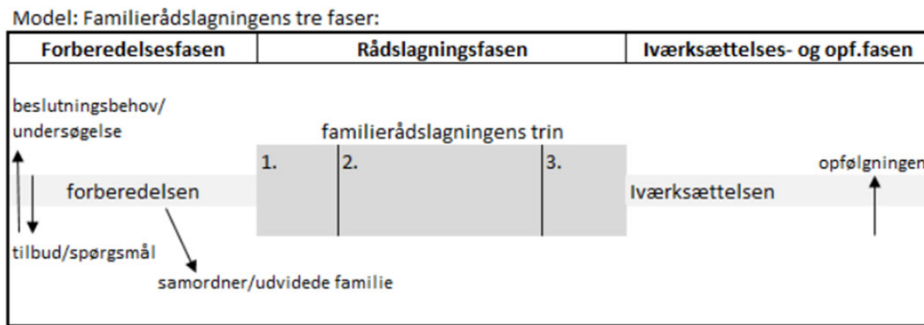 Model: Familierådslagningens tre faser:
Forberedelsesfasen
Rådslagningsfasen
Iværksættelses- og opf.fasen
beslutningsbehov/
undersøgelse
familierådslagningens trin
1.
2.
3.
opfølgningen
forberedelsen
Iværksættelsen
tilbud/spørgsmål
samordner/udvidede familie